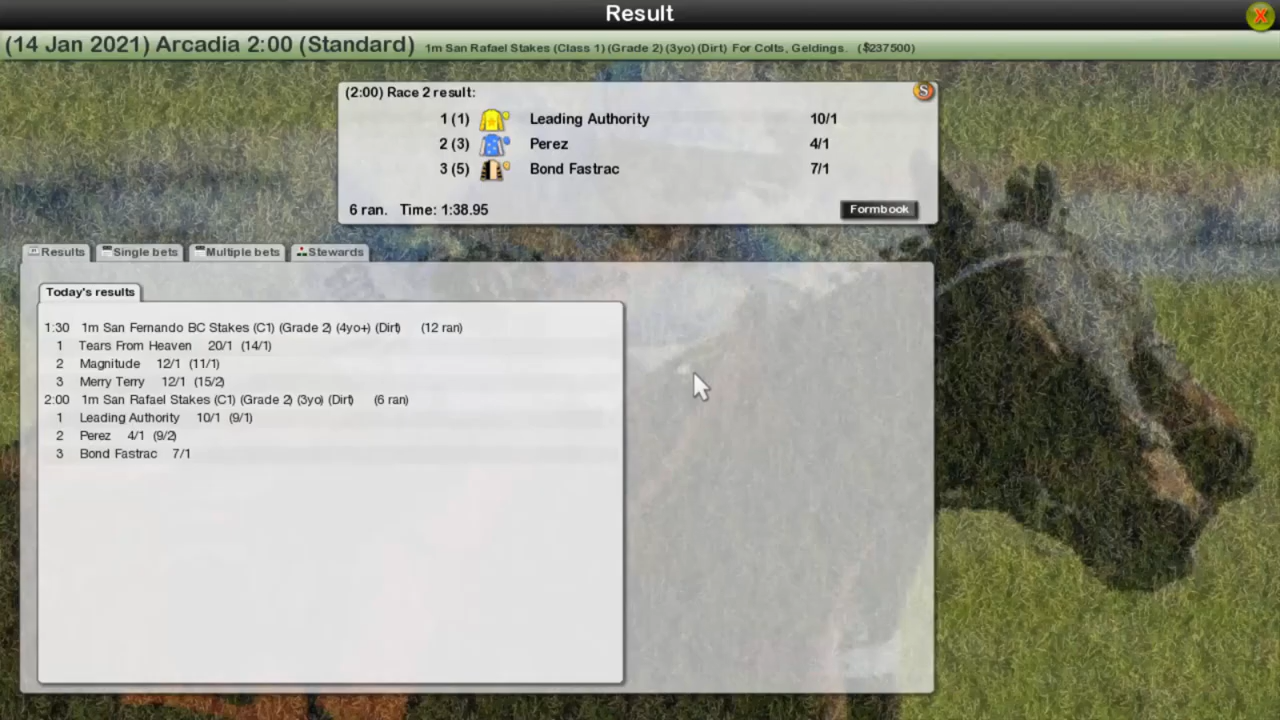 Result
X
(14 Jan 2021) Arcadia 2:00 (Standard) 1m San Rafael Stakes (Class 1) (Grade 2) (3yo) (Dirt) For Colts, Geldings. ($237500)
(2:00) Race 2 result:
S
1 (1) Leading Authority 10/1
2 (3) Perez 4/1
3 (5) Bond Fastrac 7/1
6 ran. Time: 1:38.95
Formbook
Results Single bets Multiple bets Stewards
Today's results
1:30 1m San Fernando BC Stakes (C1) (Grade 2) (4yo+) (Dirt) (12 ran)
1 Tears From Heaven 20/1 (14/1)
2 Magnitude 12/1 (11/1)
3 Merry Terry 12/1 (15/2)
2:00 1m San Rafael Stakes (C1) (Grade 2) (3yo) (Dirt) (6 ran)
1 Leading Authority 10/1 (9/1)
2 Perez 4/1 (9/2)
3 Bond Fastrac 7/1